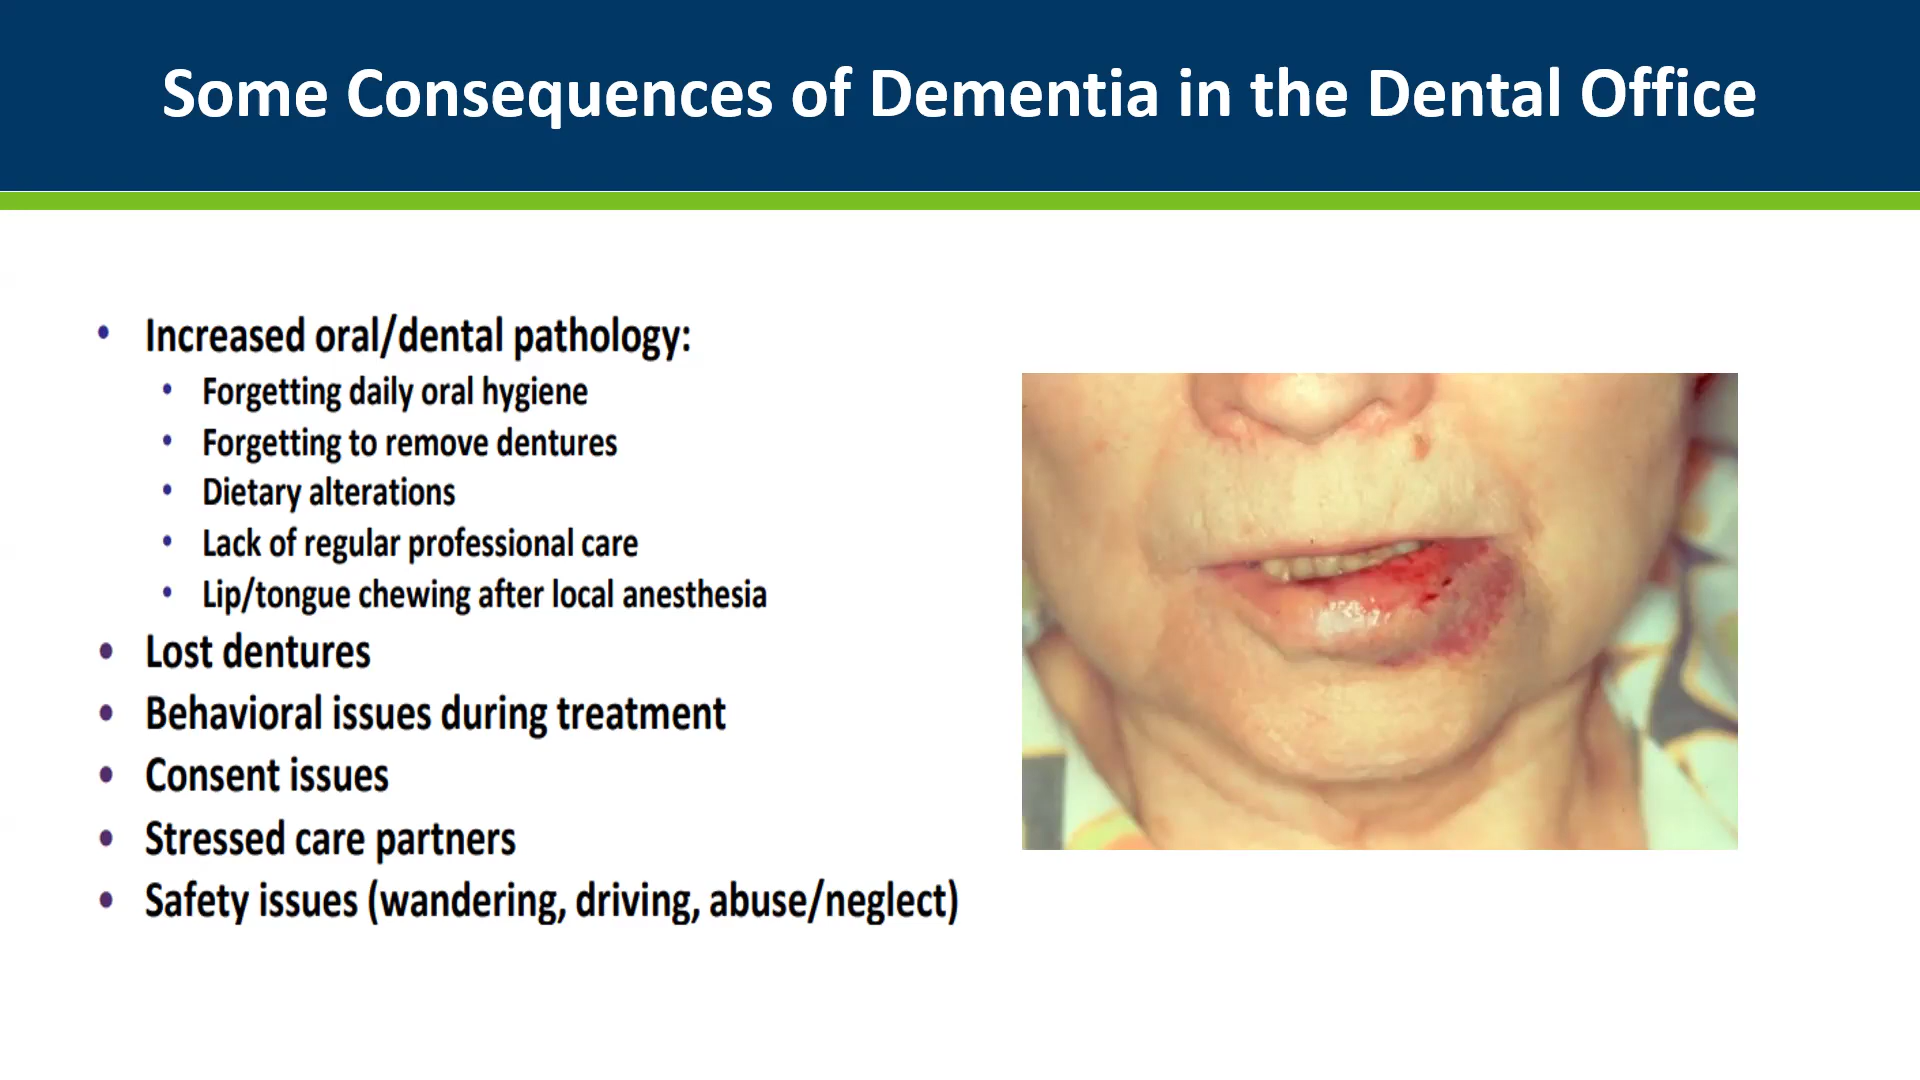 Some Consequences of Dementia in the Dental Office
• Increased oral/dental pathology:
• Forgetting daily oral hygiene
• Forgetting to remove dentures
• Dietary alterations
• Lack of regular professional care
• Lip/tongue chewing after local anesthesia
• Lost dentures
• Behavioral issues during treatment
• Consent issues
• Stressed care partners
• Safety issues (wandering, driving, abuse/neglect)